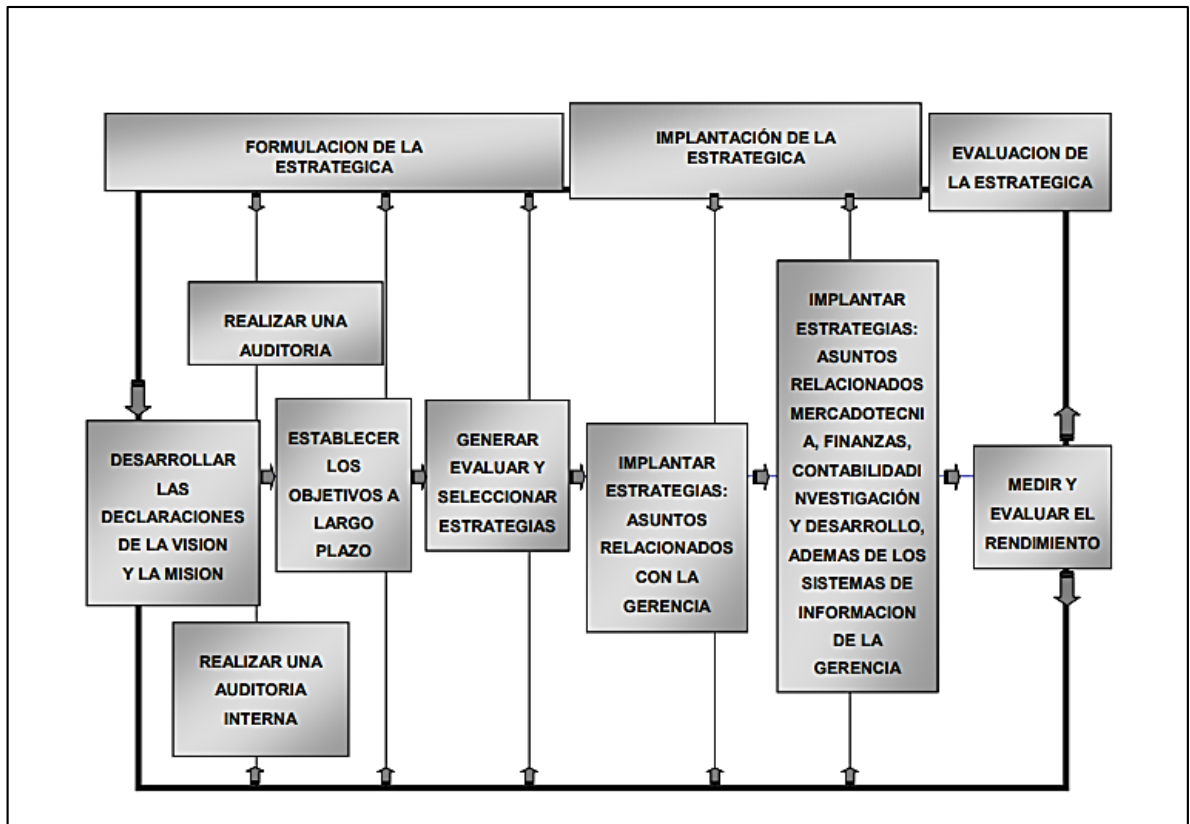 FORMULACION DE LA
ESTRATEGICA
IMPLANTACIÓN DE LA
ESTRATEGICA
EVALUACION DE
LA ESTRATEGICA
REALIZAR UNA
AUDITORIA
DESARROLLAR
LAS
DECLARACIONES
DE LA VISION
Y LA MISION
REALIZAR UNA
AUDITORIA
INTERNA
ESTABLECER
LOS
OBJETIVOS A
LARGO
PLAZO
GENERAR
EVALUAR Y
SELECCIONAR
ESTRATEGIAS
IMPLANTAR
ESTRATEGIAS:
ASUNTOS
RELACIONADOS
CON LA
GERENCIA
IMPLANTAR
ESTRATEGIAS:
ASUNTOS
RELACIONADOS
MERCADOTECNI
A, FINANZAS,
CONTABILIDADI
NVESTIGACIÓN
Y DESARROLLO,
ADEMAS DE LOS
SISTEMAS DE
INFORMACION
DE LA
GERENCIA
MEDIR Y
EVALUAR EL
RENDIMIENTO